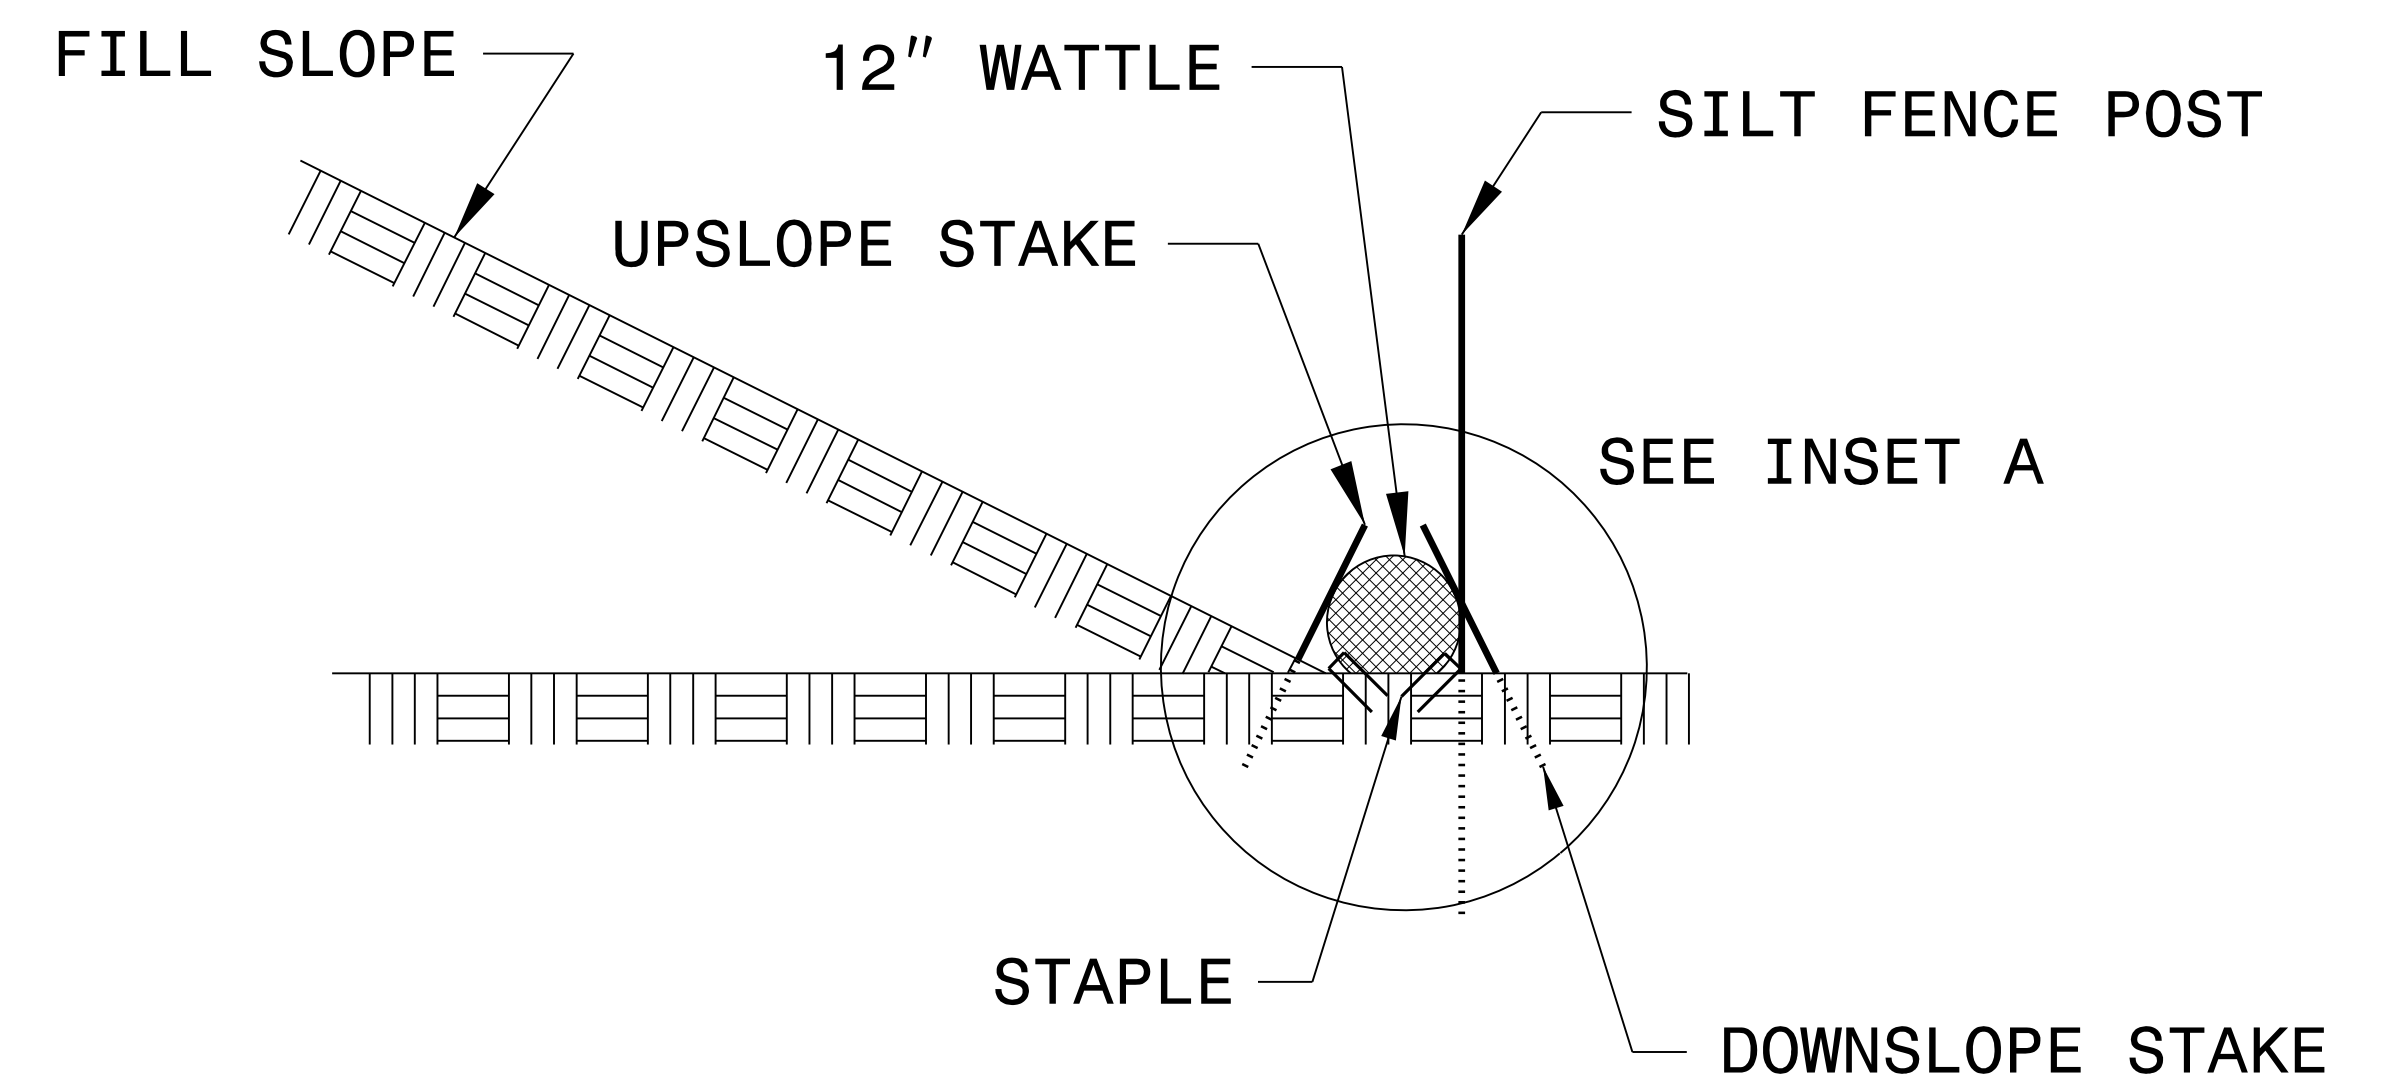 FILL SLOPE
12" WATTLE
SILT FENCE POST
UPSLOPE STAKE
SEE INSET A
STAPLE
DOWNSLOPE STAKE